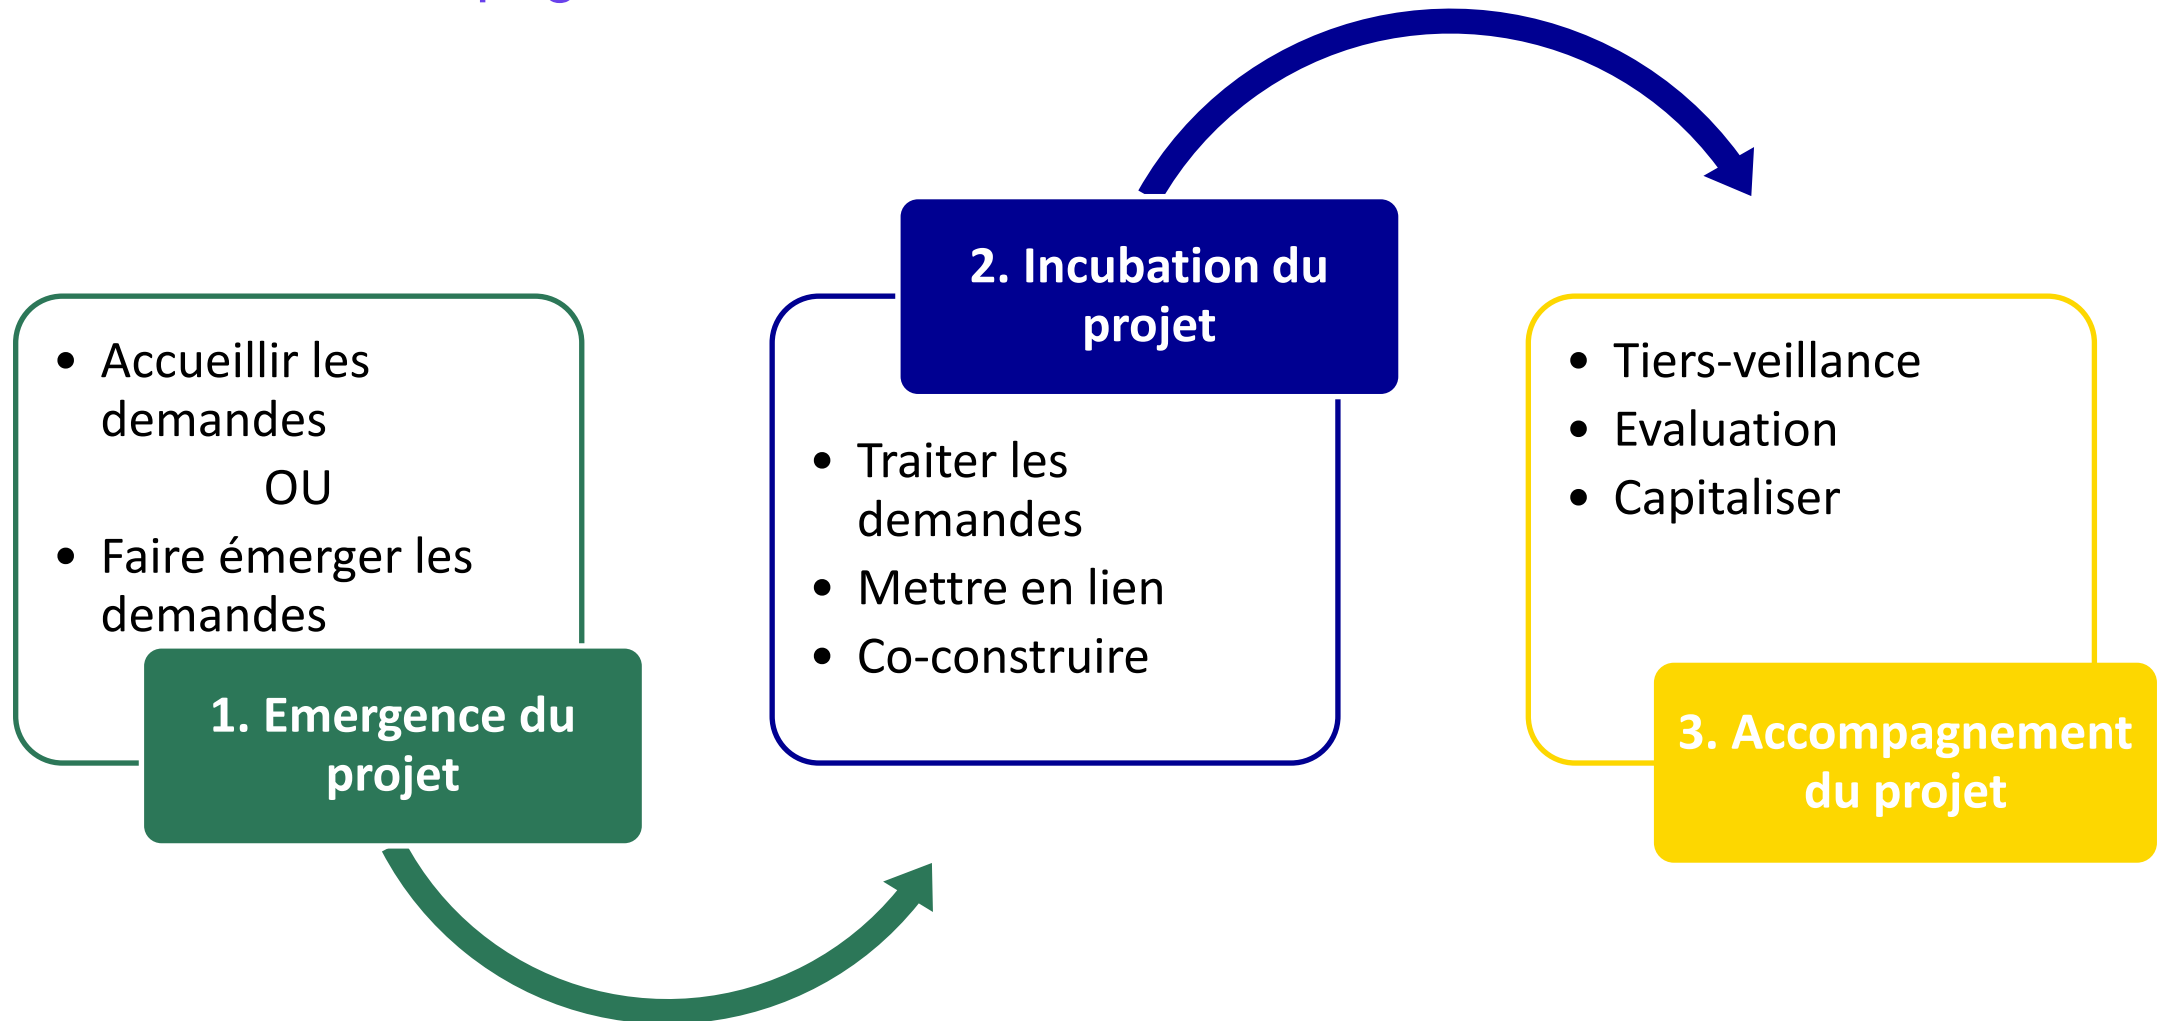 • Accueillir les
demandes
OU
• Faire émerger les
demandes
1. Emergence du
projet
2. Incubation du
projet
• Traiter les
demandes
• Mettre en lien
• Co-construire
• Tiers-veillance
• Evaluation
• Capitaliser
3. Accompagnement
du projet